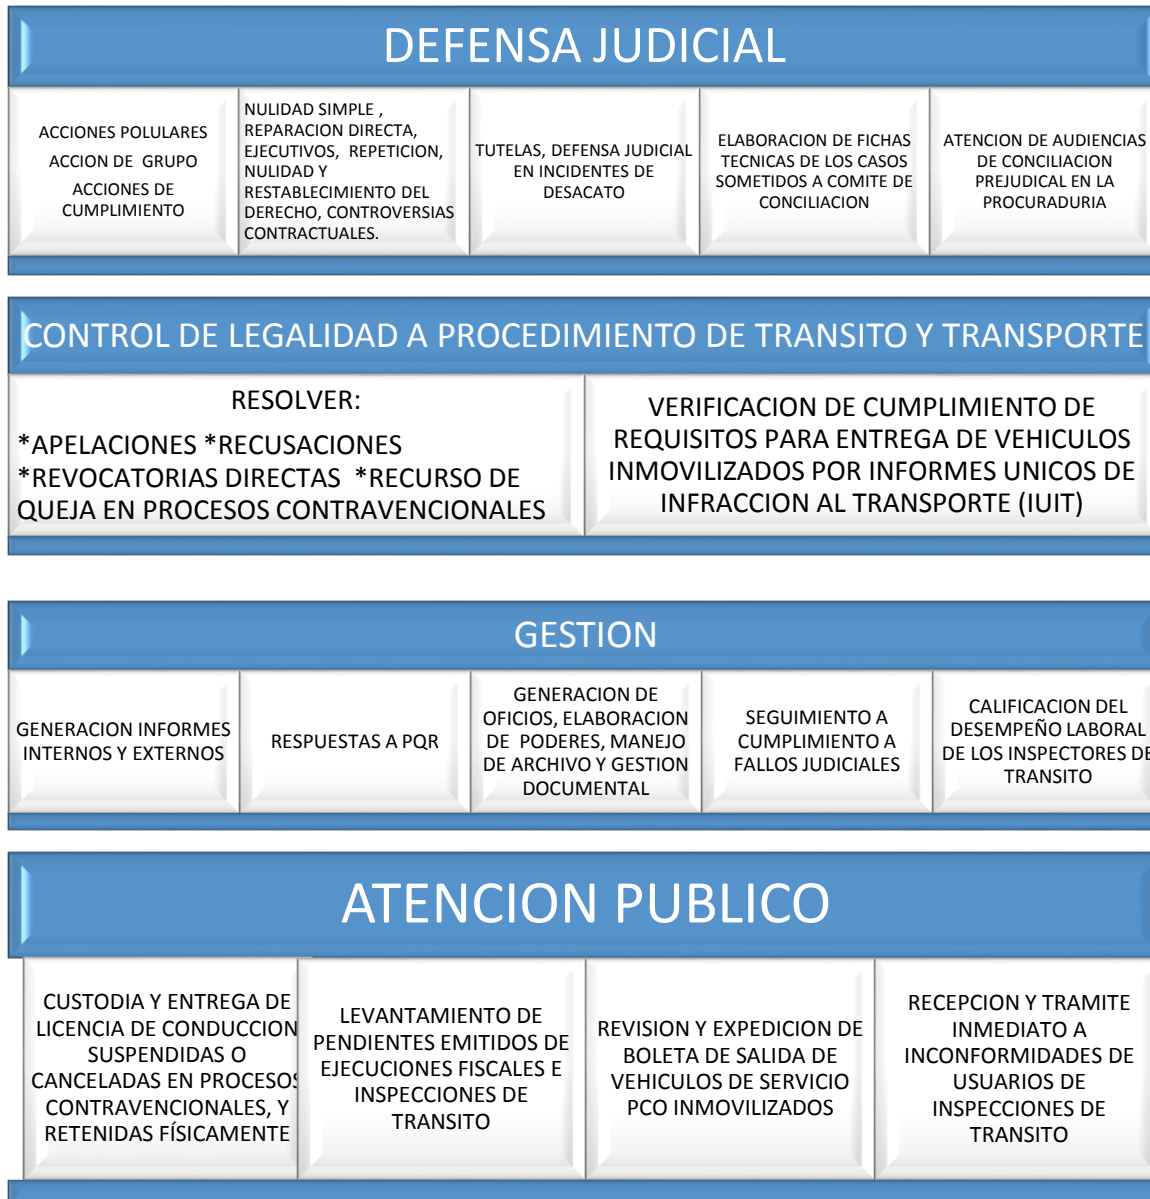 DEFENSA JUDICIAL
ACCIONES POLULARES
ACCION DE GRUPO
ACCIONES DE
CUMPLIMIENTO
NULIDAD SIMPLE ,
REPARACION DIRECTA,
EJECUTIVOS, REPETICION,
NULIDAD Y
RESTABLECIMIENTO DEL
DERECHO, CONTROVERSIAS
CONTRACTUALES.
TUTELAS, DEFENSA JUDICIAL
EN INCIDENTES DE
DESACATO
ELABORACION DE FICHAS
TECNICAS DE LOS CASOS
SOMETIDOS A COMITE DE
CONCILIACION
ATENCION DE AUDIENCIAS
DE CONCILIACION
PREJUDICAL EN LA
PROCURADURIA
CONTROL DE LEGALIDAD A PROCEDIMIENTO DE TRANSITO Y TRANSPORTE
RESOLVER:
*APELACIONES *RECUSACIONES
*REVOCATORIAS DIRECTAS *RECURSO DE
QUEJA EN PROCESOS CONTRAVENCIONALES
VERIFICACION DE CUMPLIMIENTO DE
REQUISITOS PARA ENTREGA DE VEHICULOS
INMOVILIZADOS POR INFORMES UNICOS DE
INFRACCION AL TRANSPORTE (IUIT)
GESTION
GENERACION INFORMES
INTERNOS Y EXTERNOS
RESPUESTAS A PQR
GENERACION DE
OFICIOS, ELABORACION
DE PODERES, MANEJO
DE ARCHIVO Y GESTION
DOCUMENTAL
SEGUIMIENTO A
CUMPLIMIENTO A
FALLOS JUDICIALES
CALIFICACION DEL
DESEMPEÑO LABORAL
DE LOS INSPECTORES DE
TRANSITO
ATENCION PUBLICO
CUSTODIA Y ENTREGA DE
LICENCIA DE CONDUCCION
SUSPENDIDAS O
CANCELADAS EN PROCESOS
CONTRAVENCIONALES, Y
RETENIDAS FÍSICAMENTE
LEVANTAMIENTO DE
PENDIENTES EMITIDOS DE
EJECUCIONES FISCALES E
INSPECCIONES DE
TRANSITO
REVISION Y EXPEDICION DE
BOLETA DE SALIDA DE
VEHICULOS DE SERVICIO
PCO INMOVILIZADOS
RECEPCION Y TRAMITE
INMEDIATO A
INCONFORMIDADES DE
USUARIOS DE
INSPECCIONES DE
TRANSITO